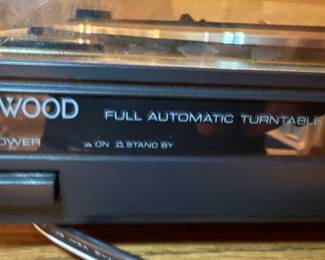 WOOD FULL AUTOMATIC TURNTABLE
OWER ON STAND BY